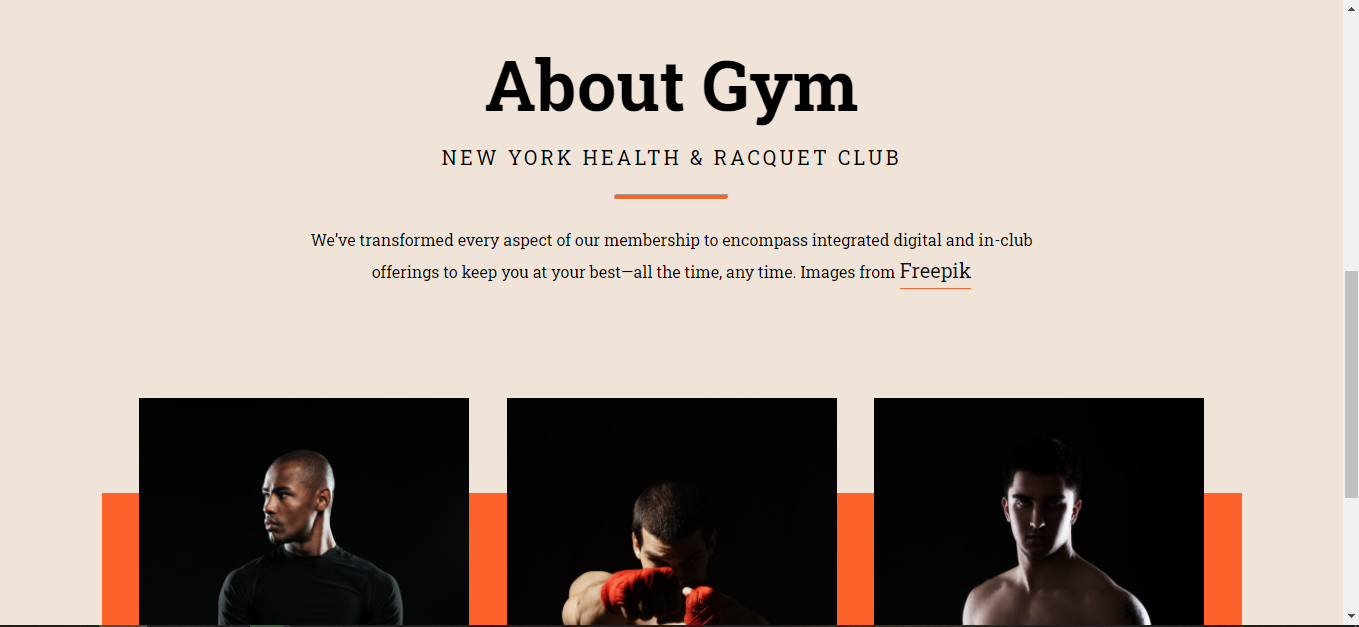 About Gym
NEW YORK HEALTH & RACQUET CLUB
We’ve transformed every aspect of our membership to encompass integrated digital and in-club
offerings to keep you at your best—all the time, any time. Images from Freepik